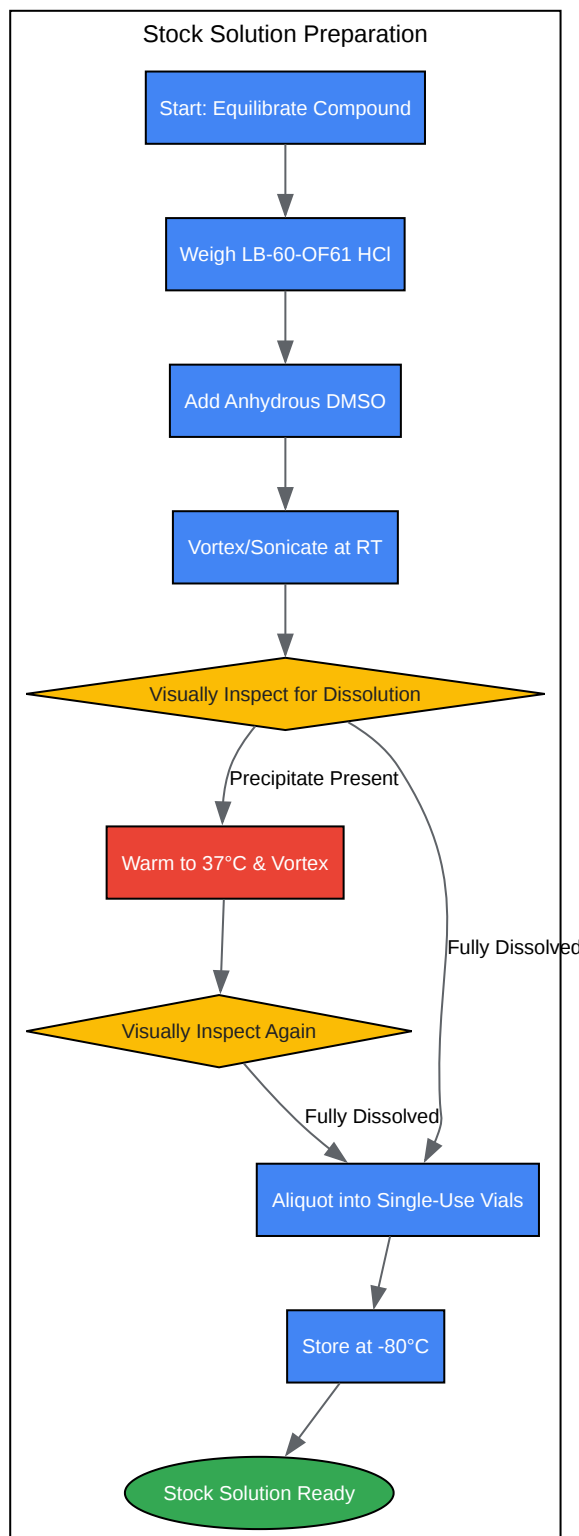 Stock Solution Preparation
Start: Equilibrate Compound
Weigh LB-60-OF61 HCl
Add Anhydrous DMSO
Vortex/Sonicate at RT
Visually Inspect for Dissolution
Precipitate Present
Warm to 37°C & Vortex
Fully Dissolved
Visually Inspect Again
Fully Dissolved
Aliquot into Single-Use Vials
Store at -80°C
Stock Solution Ready